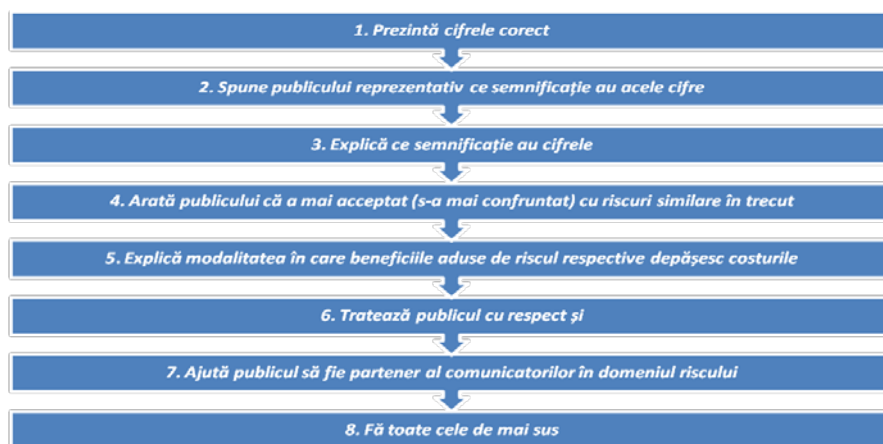 1. Prezintă cifrele corect
2. Spune publicului reprezentativ ce semnificație au acele cifre
3. Explică ce semnificație au cifrele
4. Arată publicului că a mai acceptat (s-a mai confruntat) cu riscuri similare în trecut
5. Explică modalitatea în care beneficiile aduse de riscul respective depășesc costurile
6. Tratează publicul cu respect și
7. Ajută publicul să fie partener al comunicatorilor în domeniul riscului
8. Fă toate cele de mai sus